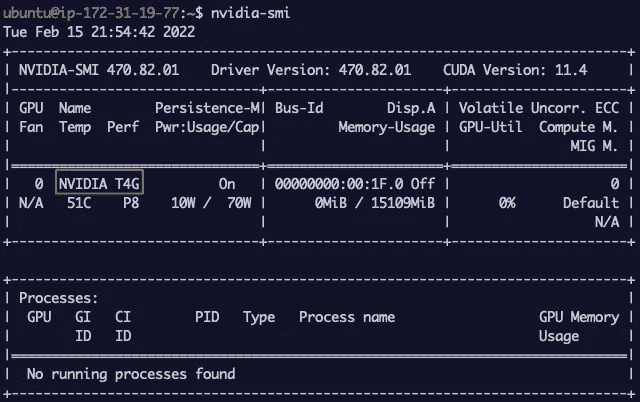 ubuntu@ip-172-31-19-77:~$ nvidia-smi
Tue Feb 15 21:54:42 2022
+-----------------------------------------------------------------------------+
| NVIDIA-SMI 470.82.01    Driver Version: 470.82.01    CUDA Version: 11.4     |
|-------------------------------+----------------------+----------------------+
| GPU  Name        Persistence-M| Bus-Id        Disp.A | Volatile Uncorr. ECC |
| Fan  Temp  Perf  Pwr:Usage/Cap|         Memory-Usage | GPU-Util  Compute M. |
|                               |                      |               MIG M. |
|===============================+======================+======================|
|   0  NVIDIA T4G          On   | 00000000:00:1F.0 Off |                    0 |
| N/A   51C    P8    10W /  70W |      0MiB / 15109MiB |      0%      Default |
|                               |                      |                  N/A |
+-------------------------------+----------------------+----------------------+
+-----------------------------------------------------------------------------+
| Processes:                                                                  |
|  GPU   GI   CI        PID   Type   Process name                  GPU Memory |
|        ID   ID                                                   Usage      |
|=============================================================================|
|  No running processes found                                                 |
+-----------------------------------------------------------------------------+